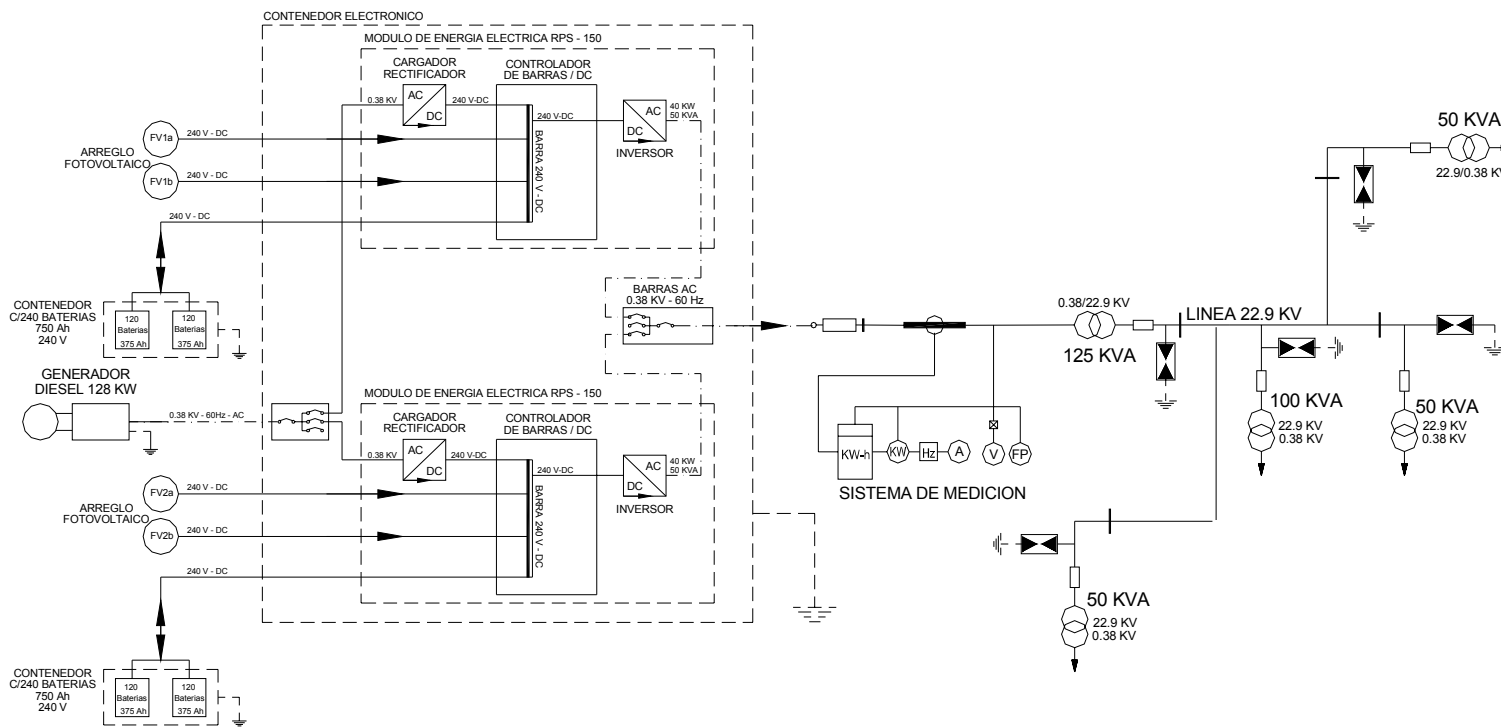 CONTENEDOR ELECTRONICO
MODULO DE ENERGIA ELECTRICA RPS - 150
CARGADOR
RECTIFICADOR
CONTROLADOR
DE BARRAS / DC
0.38 KV
AC
DC
240 V-DC
240 V-DC
BARRA 240 V - DC
AC
DC
40 KW
50 KVA
INVERSOR
ARREGLO
FOTOVOLTAICO
FV1a
240 V - DC
FV1b
240 V - DC
240 V - DC
CONTENEDOR
C/240 BATERIAS
750 Ah
240 V
120
Baterias
375 Ah
120
Baterias
375 Ah
BARRAS AC
0.38 KV - 60 Hz
GENERADOR
DIESEL 128 KW
0.38 KV - 60Hz - AC
MODULO DE ENERGIA ELECTRICA RPS - 150
CARGADOR
RECTIFICADOR
CONTROLADOR
DE BARRAS / DC
0.38 KV
AC
DC
240 V-DC
240 V-DC
BARRA 240 V - DC
AC
DC
40 KW
50 KVA
INVERSOR
ARREGLO
FOTOVOLTAICO
FV2a
240 V - DC
FV2b
240 V - DC
240 V - DC
CONTENEDOR
C/240 BATERIAS
750 Ah
240 V
120
Baterias
375 Ah
120
Baterias
375 Ah
0.38/22.9 KV
125 KVA
LINEA 22.9 KV
KW-h
KW
Hz
A
V
FP
SISTEMA DE MEDICION
50 KVA
22.9/0.38 KV
100 KVA
22.9 KV
0.38 KV
50 KVA
22.9 KV
0.38 KV
50 KVA
22.9 KV
0.38 KV